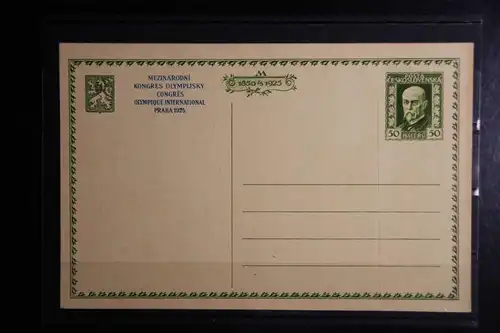 MEZINÁRODNÍ
KONGRES OLYMPIJSKÝ
CONGRÈS
OLYMPIQUE INTERNATIONAL
PRAHA 1925.
1850 1925
POŠTA
ČESKOSLOVENSKÁ
50 HALÉŘŮ 50